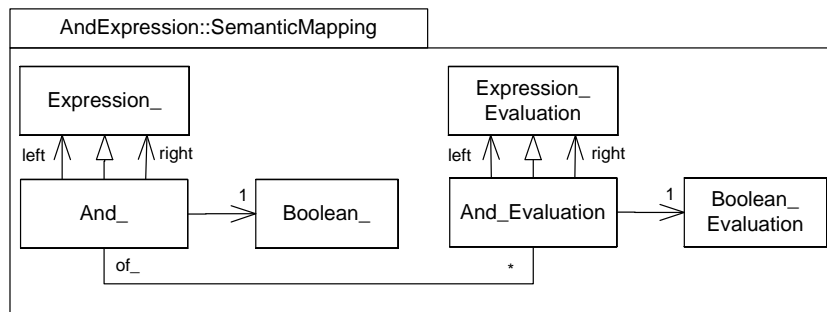 AndExpression::SemanticMapping
Expression_
Expression_
Evaluation
left
right
left
right
And_
1
Boolean_
And_Evaluation
1
Boolean_
Evaluation
of_
*